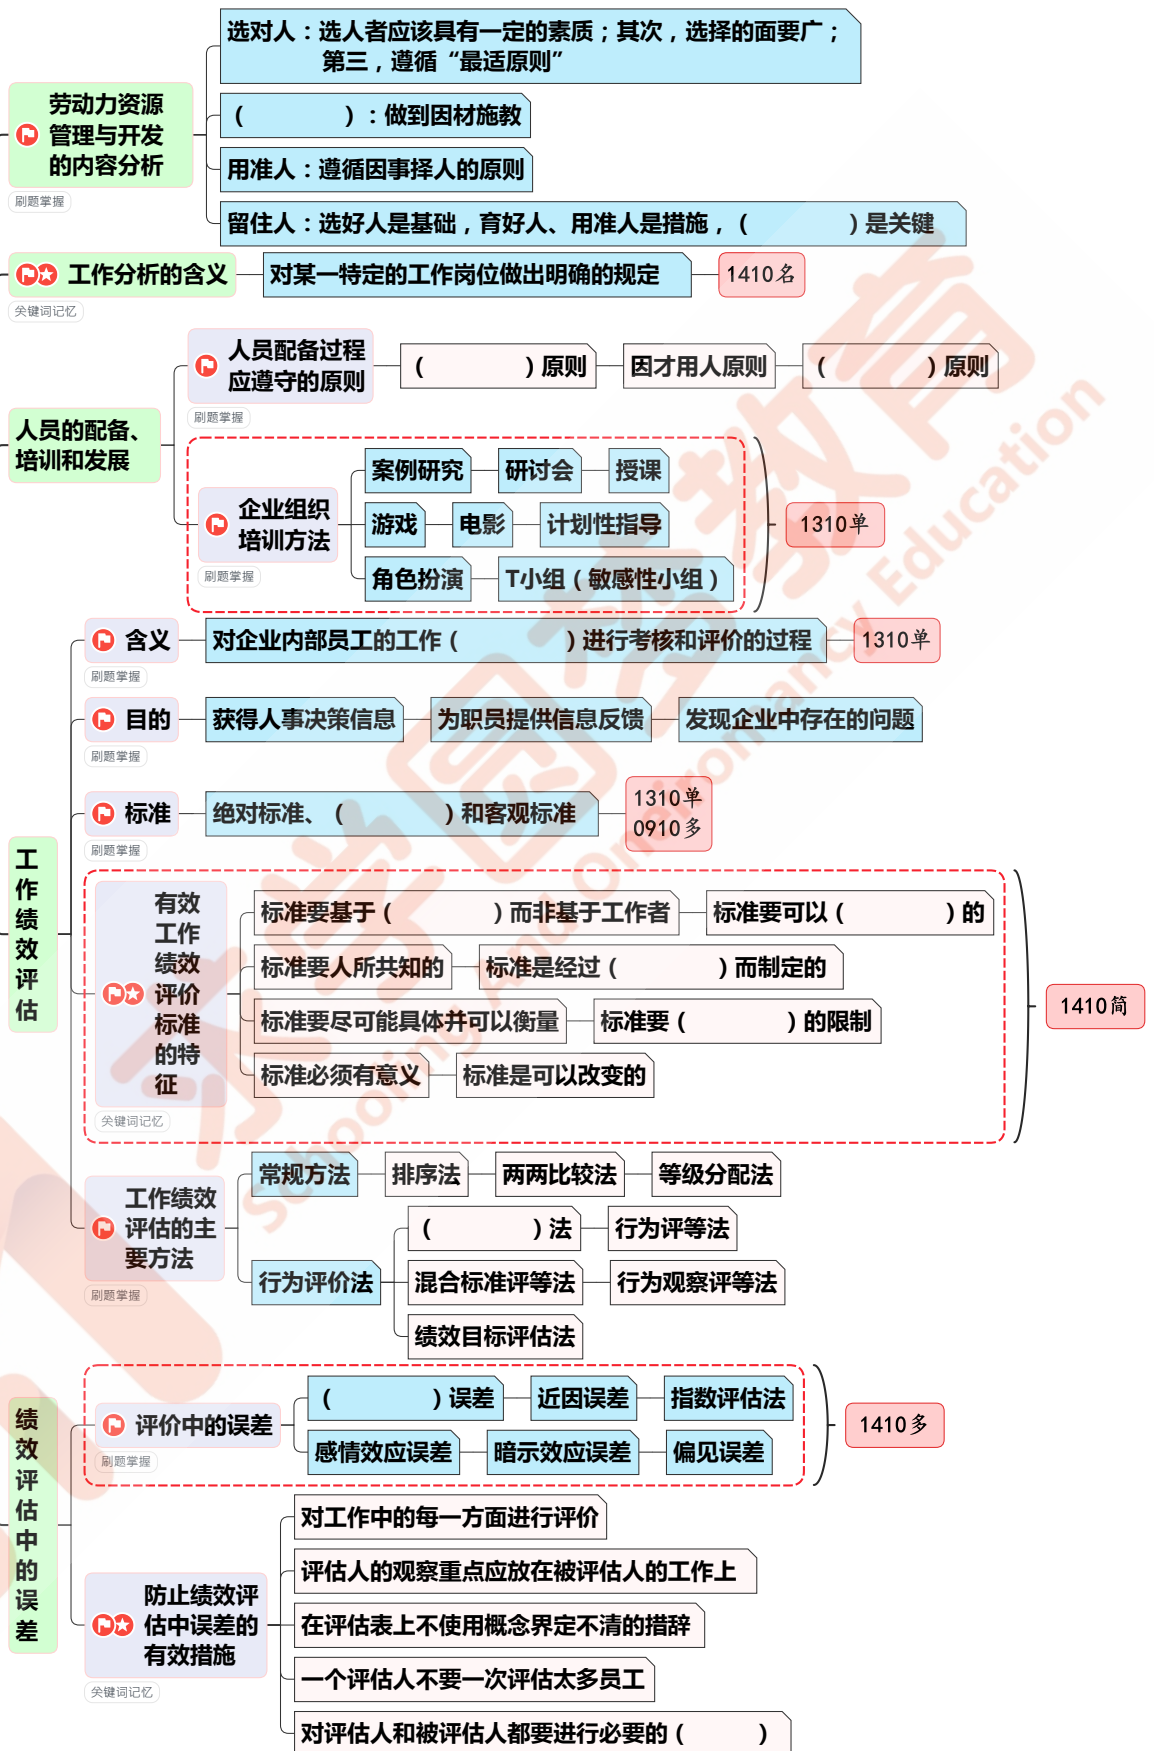 选对人：选人者应该具有一定的素质；其次，选择的面要广；
第三，遵循“最适原则”
劳动力资源
管理与开发
的内容分析
刷题掌握
（　　　　）：做到因材施教
用准人：遵循因事择人的原则
留住人：选好人是基础，育好人、用准人是措施，（　　　　）是关键
工作分析的含义
关键词记忆
对某一特定的工作岗位做出明确的规定
1410名
人员的配备、
培训和发展
人员配备过程
应遵守的原则
刷题掌握
（　　　　）原则
因才用人原则
（　　　　）原则
企业组织
培训方法
刷题掌握
案例研究
研讨会
授课
游戏
电影
计划性指导
角色扮演
T小组（敏感性小组）
1310单
工作绩效评估
含义
刷题掌握
对企业内部员工的工作（　　　　）进行考核和评价的过程
1310单
目的
刷题掌握
获得人事决策信息
为职员提供信息反馈
发现企业中存在的问题
标准
刷题掌握
绝对标准、（　　　　）和客观标准
1310单
0910多
有效
工作
绩效
评价
标准
的特
征
关键词记忆
标准要基于（　　　　）而非基于工作者
标准要可以（　　　　）的
标准要人所共知的
标准是经过（　　　　）而制定的
标准要尽可能具体并可以衡量
标准要（　　　　）的限制
标准必须有意义
标准是可以改变的
1410简
工作绩效
评估的主
要方法
刷题掌握
常规方法
排序法
两两比较法
等级分配法
行为评价法
（　　　　）法
行为评等法
混合标准评等法
行为观察评等法
绩效目标评估法
绩效评估中的误差
评价中的误差
刷题掌握
（　　　　）误差
近因误差
指数评估法
感情效应误差
暗示效应误差
偏见误差
1410多
防止绩效评
估中误差的
有效措施
关键词记忆
对工作中的每一方面进行评价
评估人的观察重点应放在被评估人的工作上
在评估表上不使用概念界定不清的措辞
一个评估人不要一次评估太多员工
对评估人和被评估人都要进行必要的（　　　　）
求学圆梦教育
Schooling And Oneiromancy Education